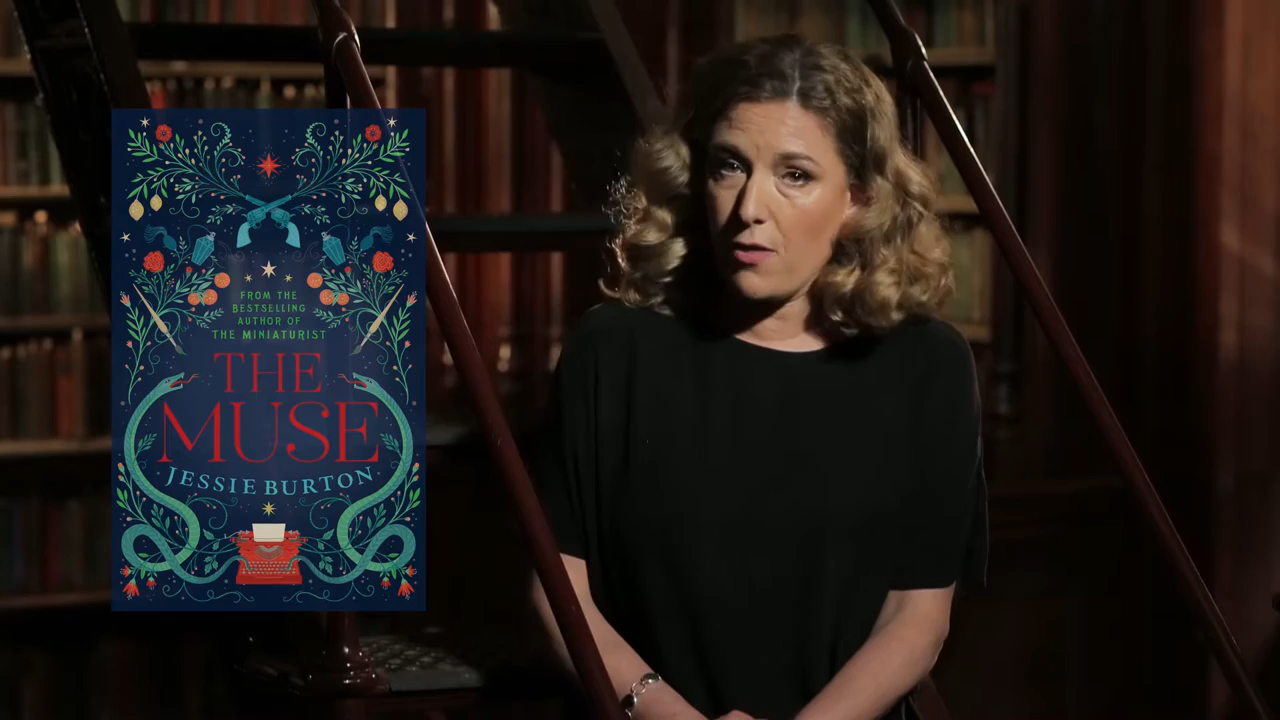 FROM THE
BESTSELLING
AUTHOR OF
THE MINIATURIST
THE
MUSE
JESSIE BURTON